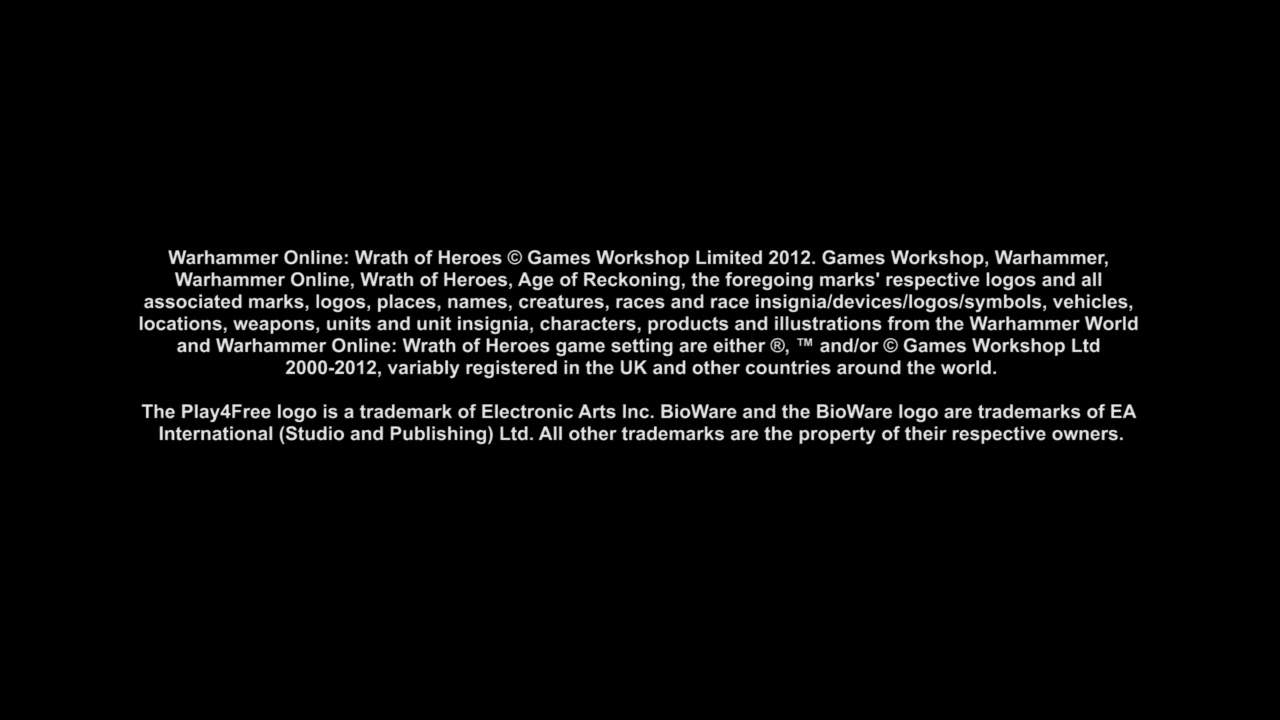 Warhammer Online: Wrath of Heroes © Games Workshop Limited 2012. Games Workshop, Warhammer,
Warhammer Online, Wrath of Heroes, Age of Reckoning, the foregoing marks' respective logos and all
associated marks, logos, places, names, creatures, races and race insignia/devices/logos/symbols, vehicles,
locations, weapons, units and unit insignia, characters, products and illustrations from the Warhammer World
and Warhammer Online: Wrath of Heroes game setting are either ®, ™ and/or © Games Workshop Ltd
2000-2012, variably registered in the UK and other countries around the world.
The Play4Free logo is a trademark of Electronic Arts Inc. BioWare and the BioWare logo are trademarks of EA
International (Studio and Publishing) Ltd. All other trademarks are the property of their respective owners.